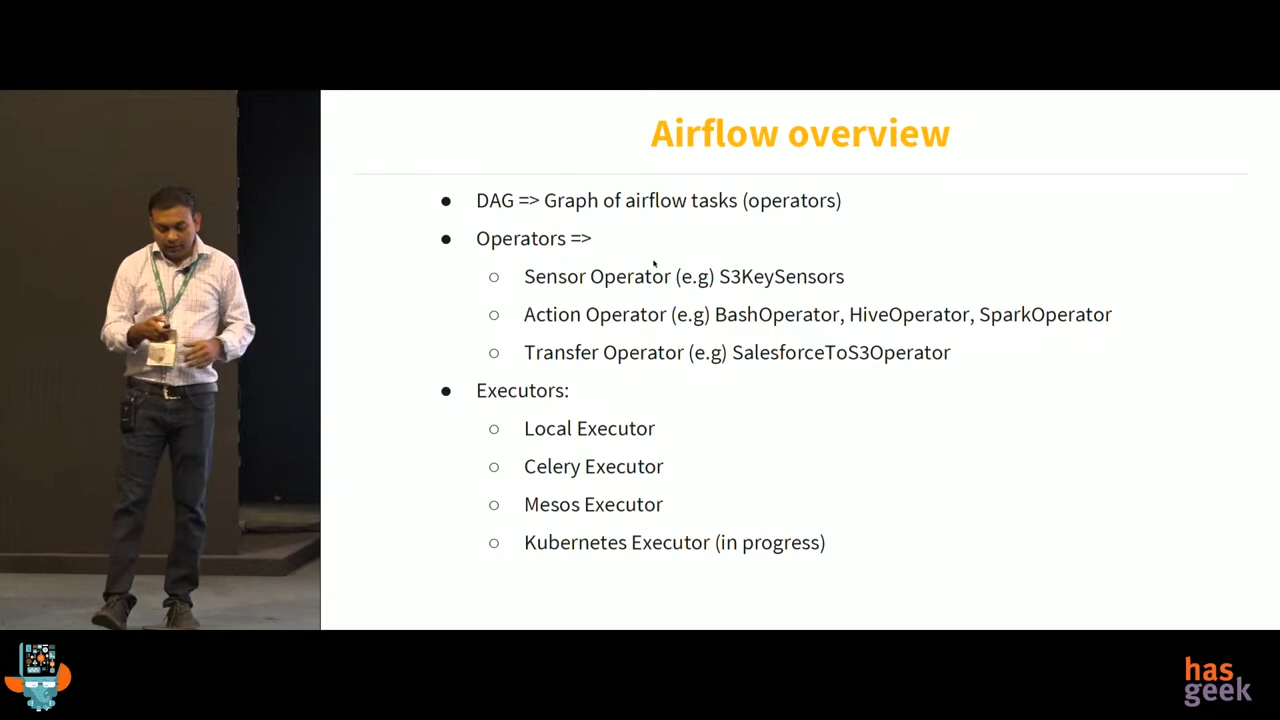 Airflow overview
● DAG => Graph of airflow tasks (operators)
● Operators =>
○ Sensor Operator (e.g) S3KeySensors
○ Action Operator (e.g) BashOperator, HiveOperator, SparkOperator
○ Transfer Operator (e.g) SalesforceToS3Operator
● Executors:
○ Local Executor
○ Celery Executor
○ Mesos Executor
○ Kubernetes Executor (in progress)
has
geek